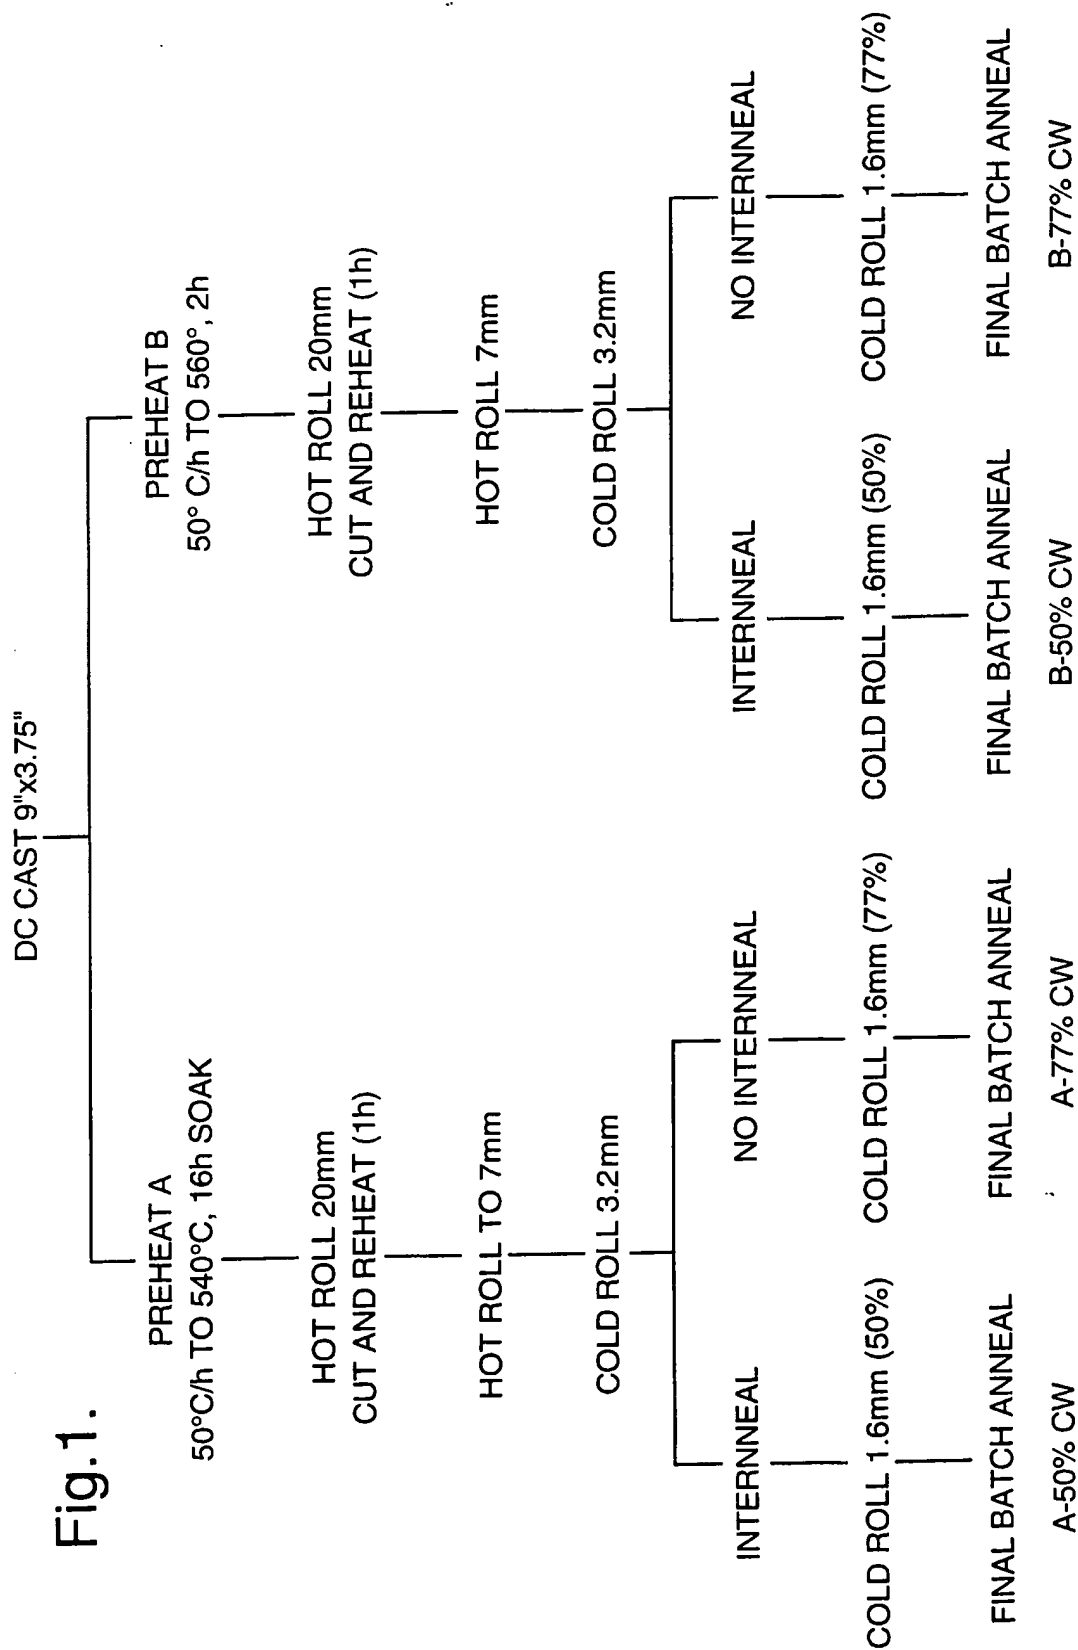 Fig.1.
DC CAST 9"x3.75"
PREHEAT A
50°C/h TO 540°C, 16h SOAK
HOT ROLL 20mm
CUT AND REHEAT (1h)
HOT ROLL TO 7mm
COLD ROLL 3.2mm
INTERNNEAL
COLD ROLL 1.6mm (50%)
FINAL BATCH ANNEAL
A-50% CW
NO INTERNNEAL
COLD ROLL 1.6mm (77%)
FINAL BATCH ANNEAL
A-77% CW
PREHEAT B
50° C/h TO 560°, 2h
HOT ROLL 20mm
CUT AND REHEAT (1h)
HOT ROLL 7mm
COLD ROLL 3.2mm
INTERNNEAL
COLD ROLL 1.6mm (50%)
FINAL BATCH ANNEAL
B-50% CW
NO INTERNNEAL
COLD ROLL 1.6mm (77%)
FINAL BATCH ANNEAL
B-77% CW